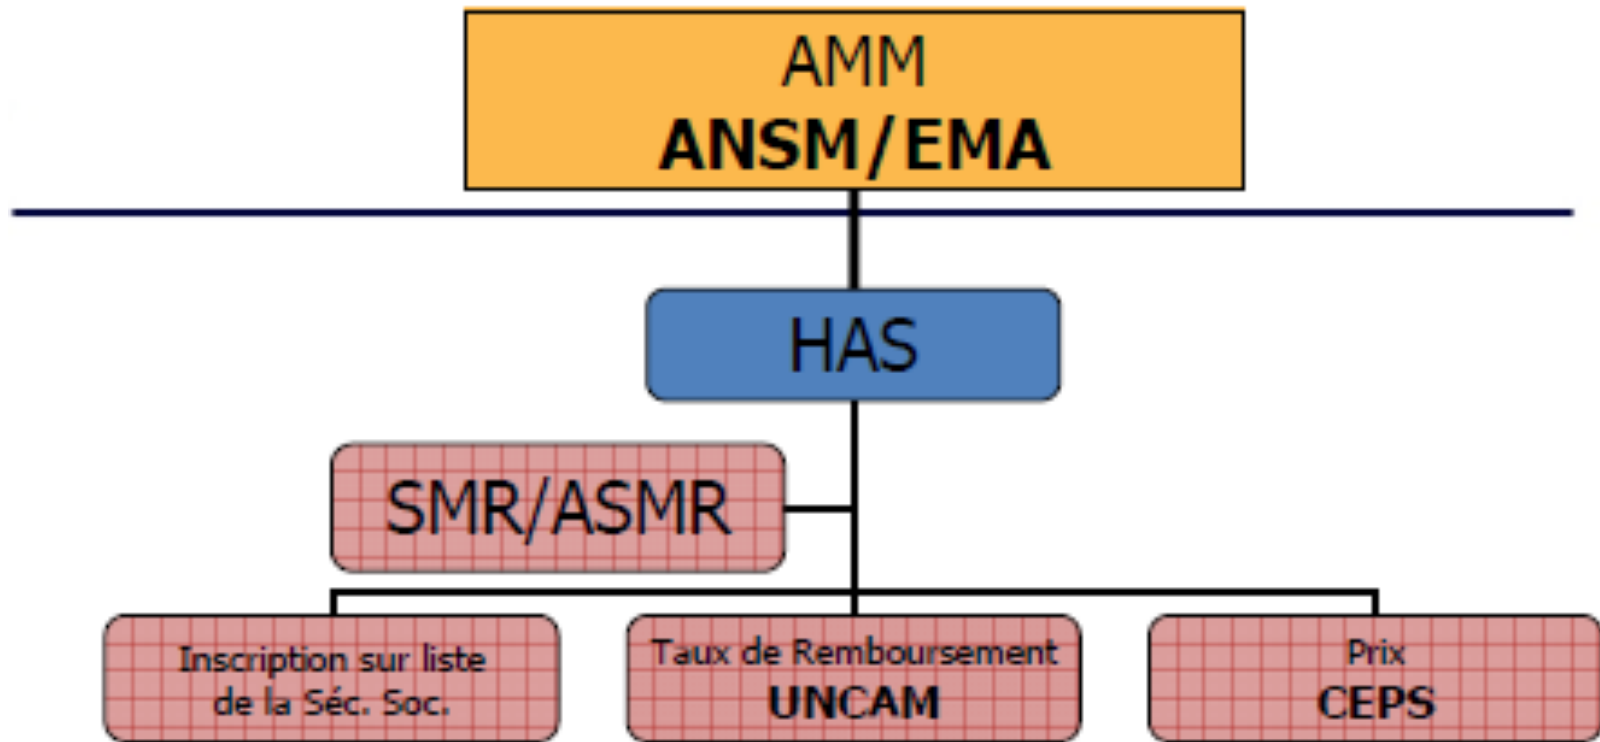 AMM
ANSM/EMA
HAS
SMR/ASMR
Inscription sur liste
de la Séc. Soc.
Taux de Remboursement
UNCAM
Prix
CEPS